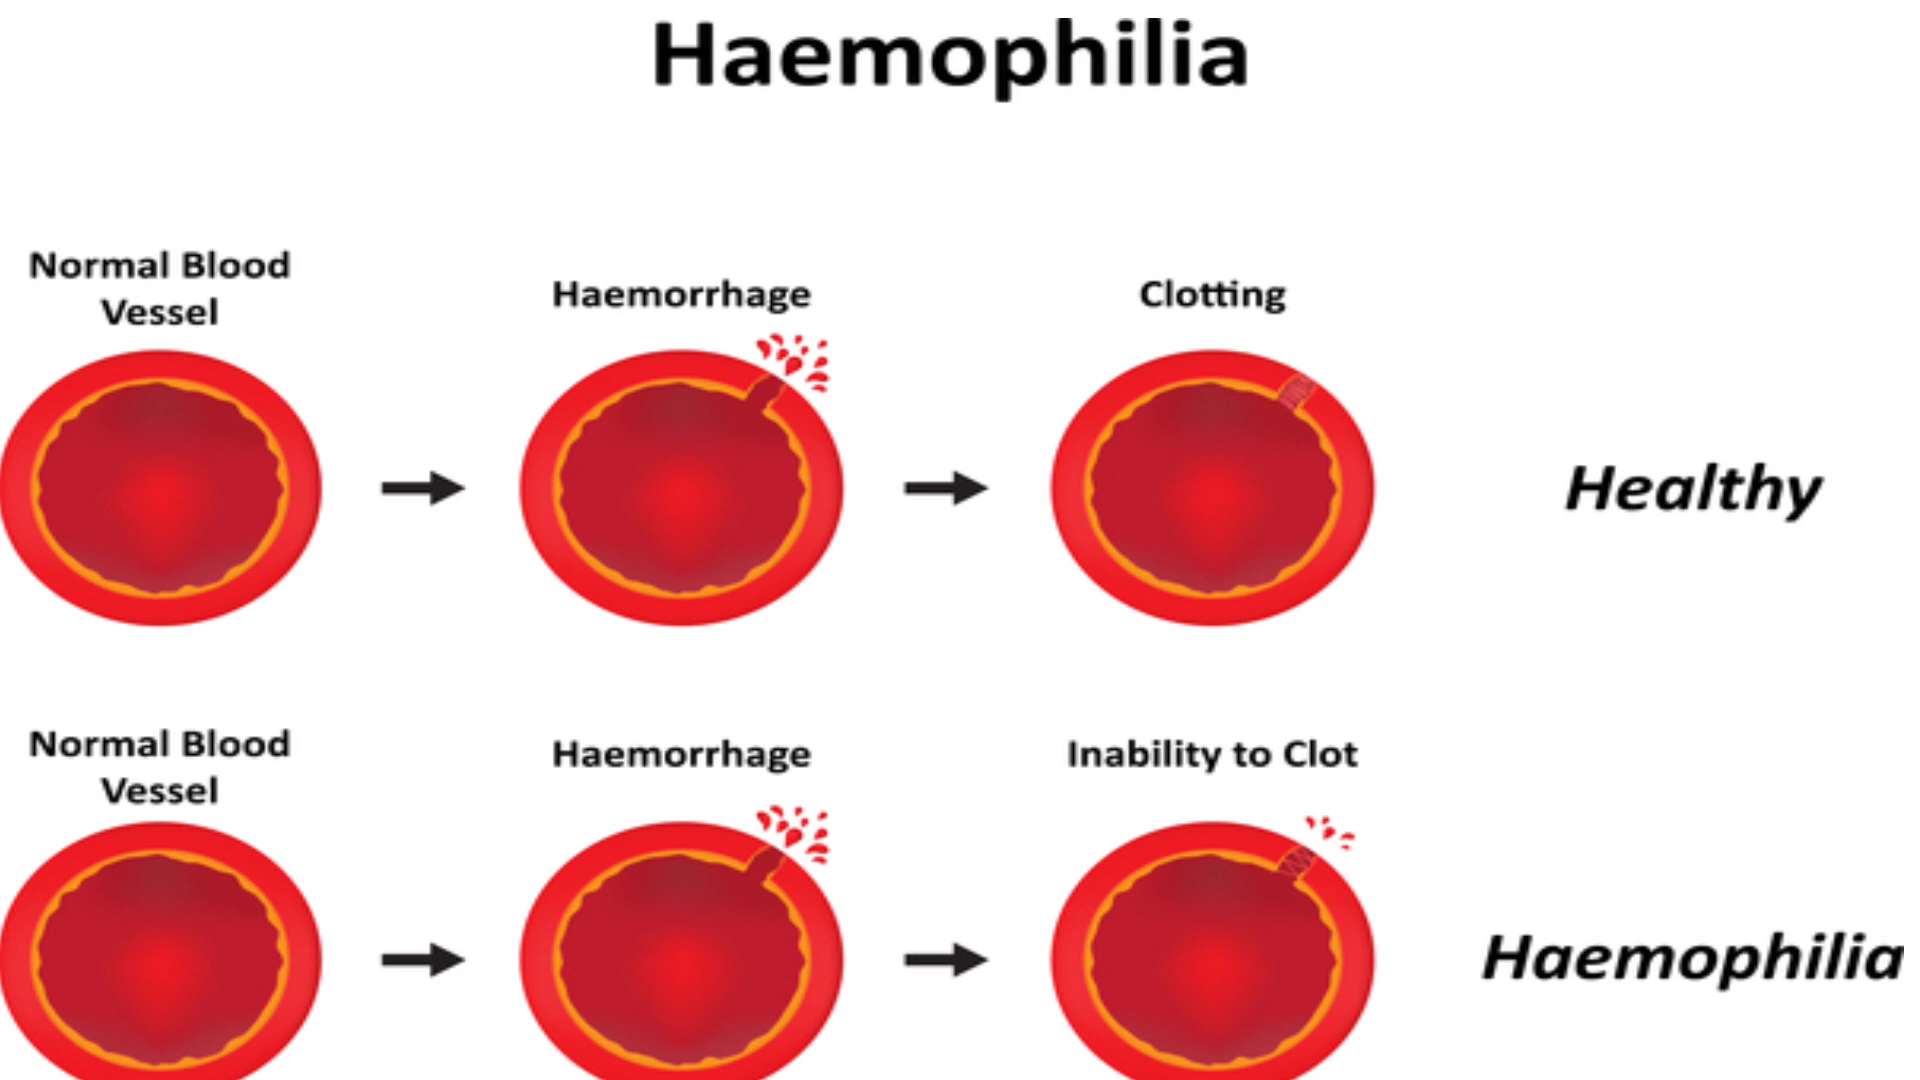 Haemophilia
Normal Blood
Vessel
Haemorrhage
Clotting
Healthy
Normal Blood
Vessel
Haemorrhage
Inability to Clot
Haemophilia